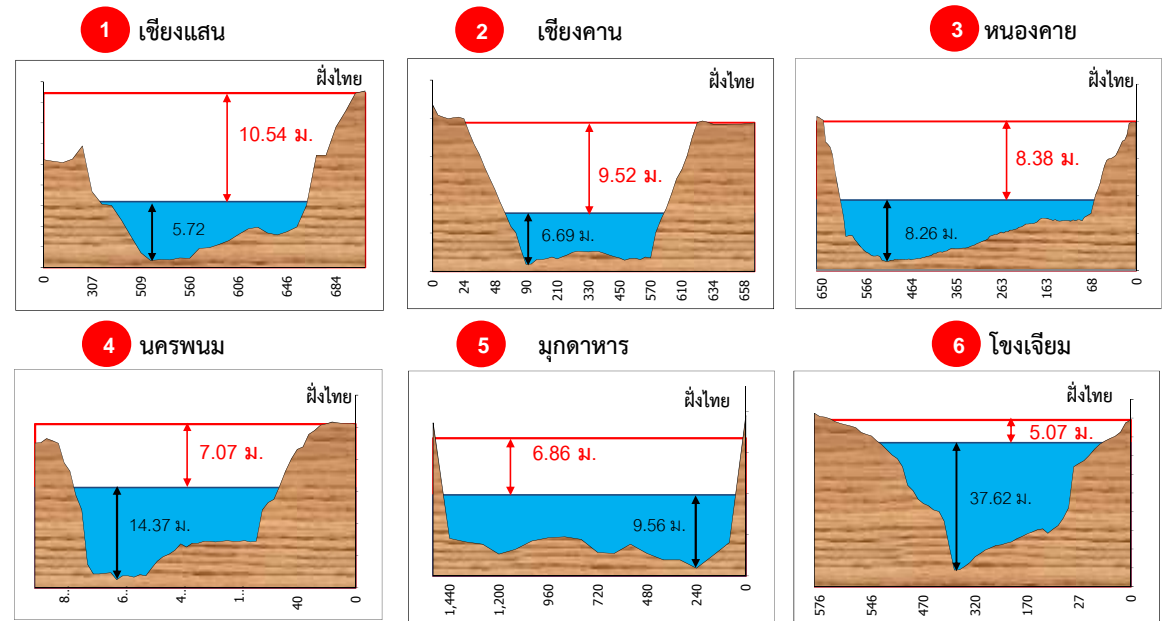 1 เชียงแสน
ฝั่งไทย
10.54 ม.
5.72
0 307 509 560 606 646 684
2 เชียงคาน
ฝั่งไทย
9.52 ม.
6.69 ม.
0 24 48 90 210 330 450 570 610 634 658
3 หนองคาย
ฝั่งไทย
8.38 ม.
8.26 ม.
650 566 464 365 263 163 68 0
4 นครพนม
ฝั่งไทย
7.07 ม.
14.37 ม.
8... 6... 4... 1... 40 0
5 มุกดาหาร
ฝั่งไทย
6.86 ม.
9.56 ม.
1,440 1,200 960 720 480 240 0
6 โขงเจียม
ฝั่งไทย
5.07 ม.
37.62 ม.
576 546 470 320 170 27 0